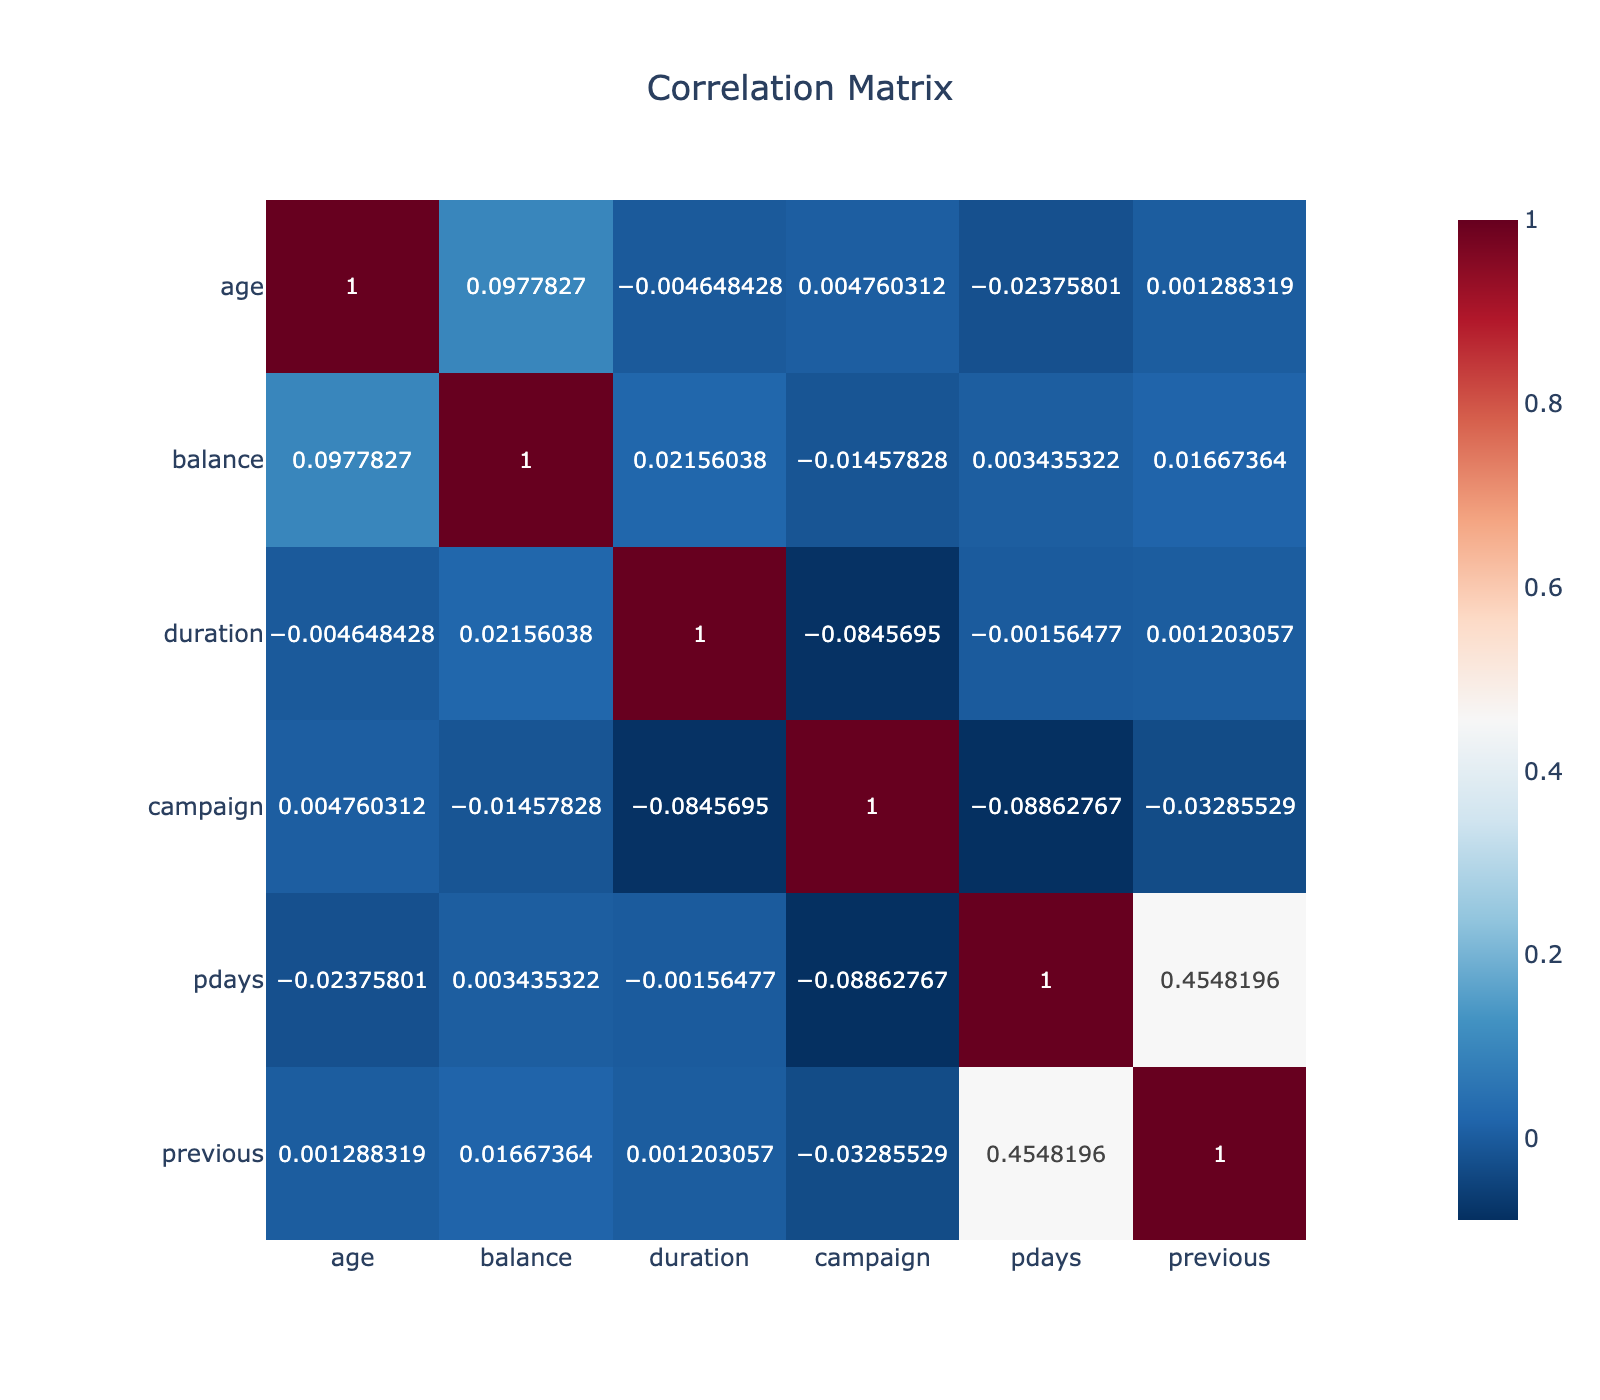 Correlation Matrix
age 1 0.0977827 −0.004648428 0.004760312 −0.02375801 0.001288319
balance 0.0977827 1 0.02156038 −0.01457828 0.003435322 0.01667364
duration −0.004648428 0.02156038 1 −0.0845695 −0.00156477 0.001203057
campaign 0.004760312 −0.01457828 −0.0845695 1 −0.08862767 −0.03285529
pdays −0.02375801 0.003435322 −0.00156477 −0.08862767 1 0.4548196
previous 0.001288319 0.01667364 0.001203057 −0.03285529 0.4548196 1
age balance duration campaign pdays previous
1
0.8
0.6
0.4
0.2
0